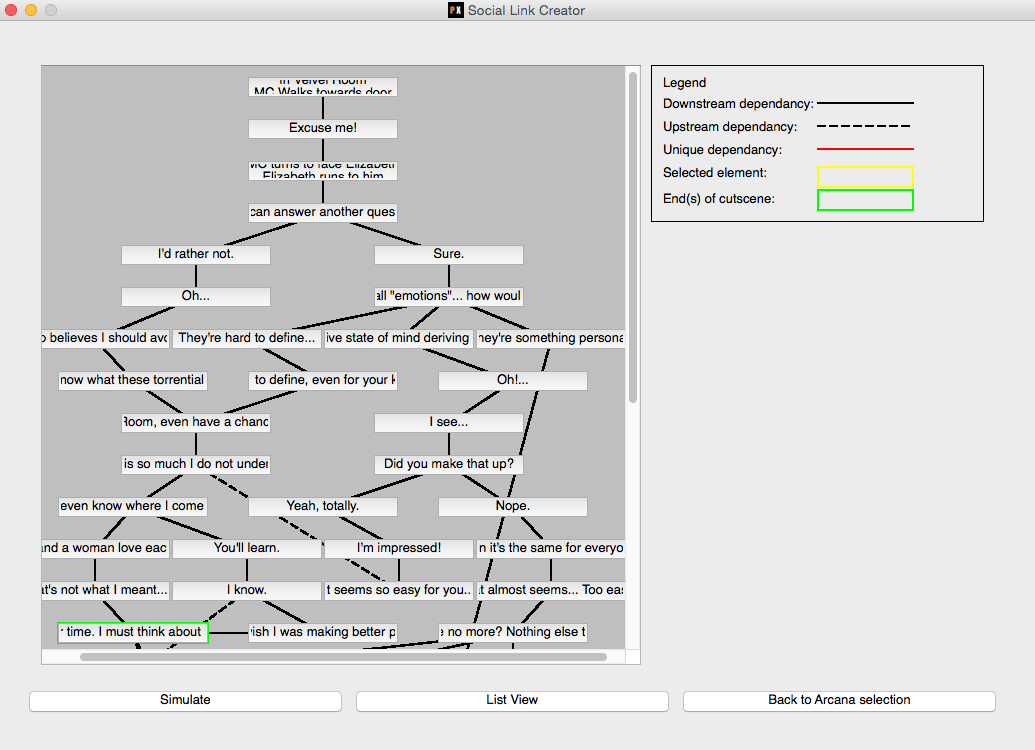 PX Social Link Creator
In Velvet Room
MC Walks towards door
Excuse me!
MC turns to face Elizabeth
Elizabeth runs to him
can answer another ques
I'd rather not.
Sure.
Oh...
all "emotions"... how woul
believes I should avo
They're hard to define...
ive state of mind deriving
hey're something persona
now what these torrential
to define, even for your k
Oh!...
Room, even have a chanc
I see...
is so much I do not under
Did you make that up?
even know where I come
Yeah, totally.
Nope.
and a woman love eac
You'll learn.
I'm impressed!
n it's the same for everyo
at's not what I meant...
I know.
t seems so easy for you..
t almost seems... Too eas
time. I must think about
ish I was making better p
e no more? Nothing else t
Legend
Downstream dependancy:
Upstream dependancy:
Unique dependancy:
Selected element:
End(s) of cutscene:
Simulate
List View
Back to Arcana selection